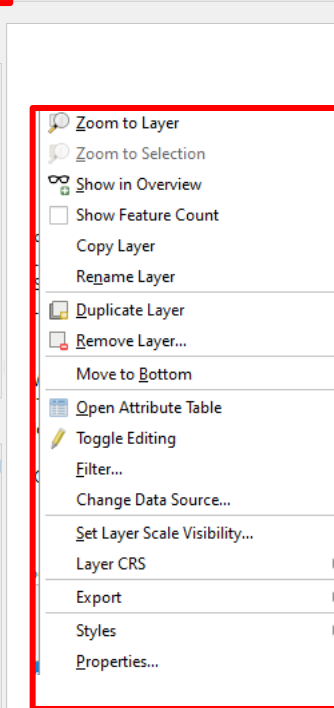 Zoom to Layer
Zoom to Selection
Show in Overview
Show Feature Count
Copy Layer
Rename Layer
Duplicate Layer
Remove Layer...
Move to Bottom
Open Attribute Table
Toggle Editing
Filter...
Change Data Source...
Set Layer Scale Visibility...
Layer CRS
Export
Styles
Properties...